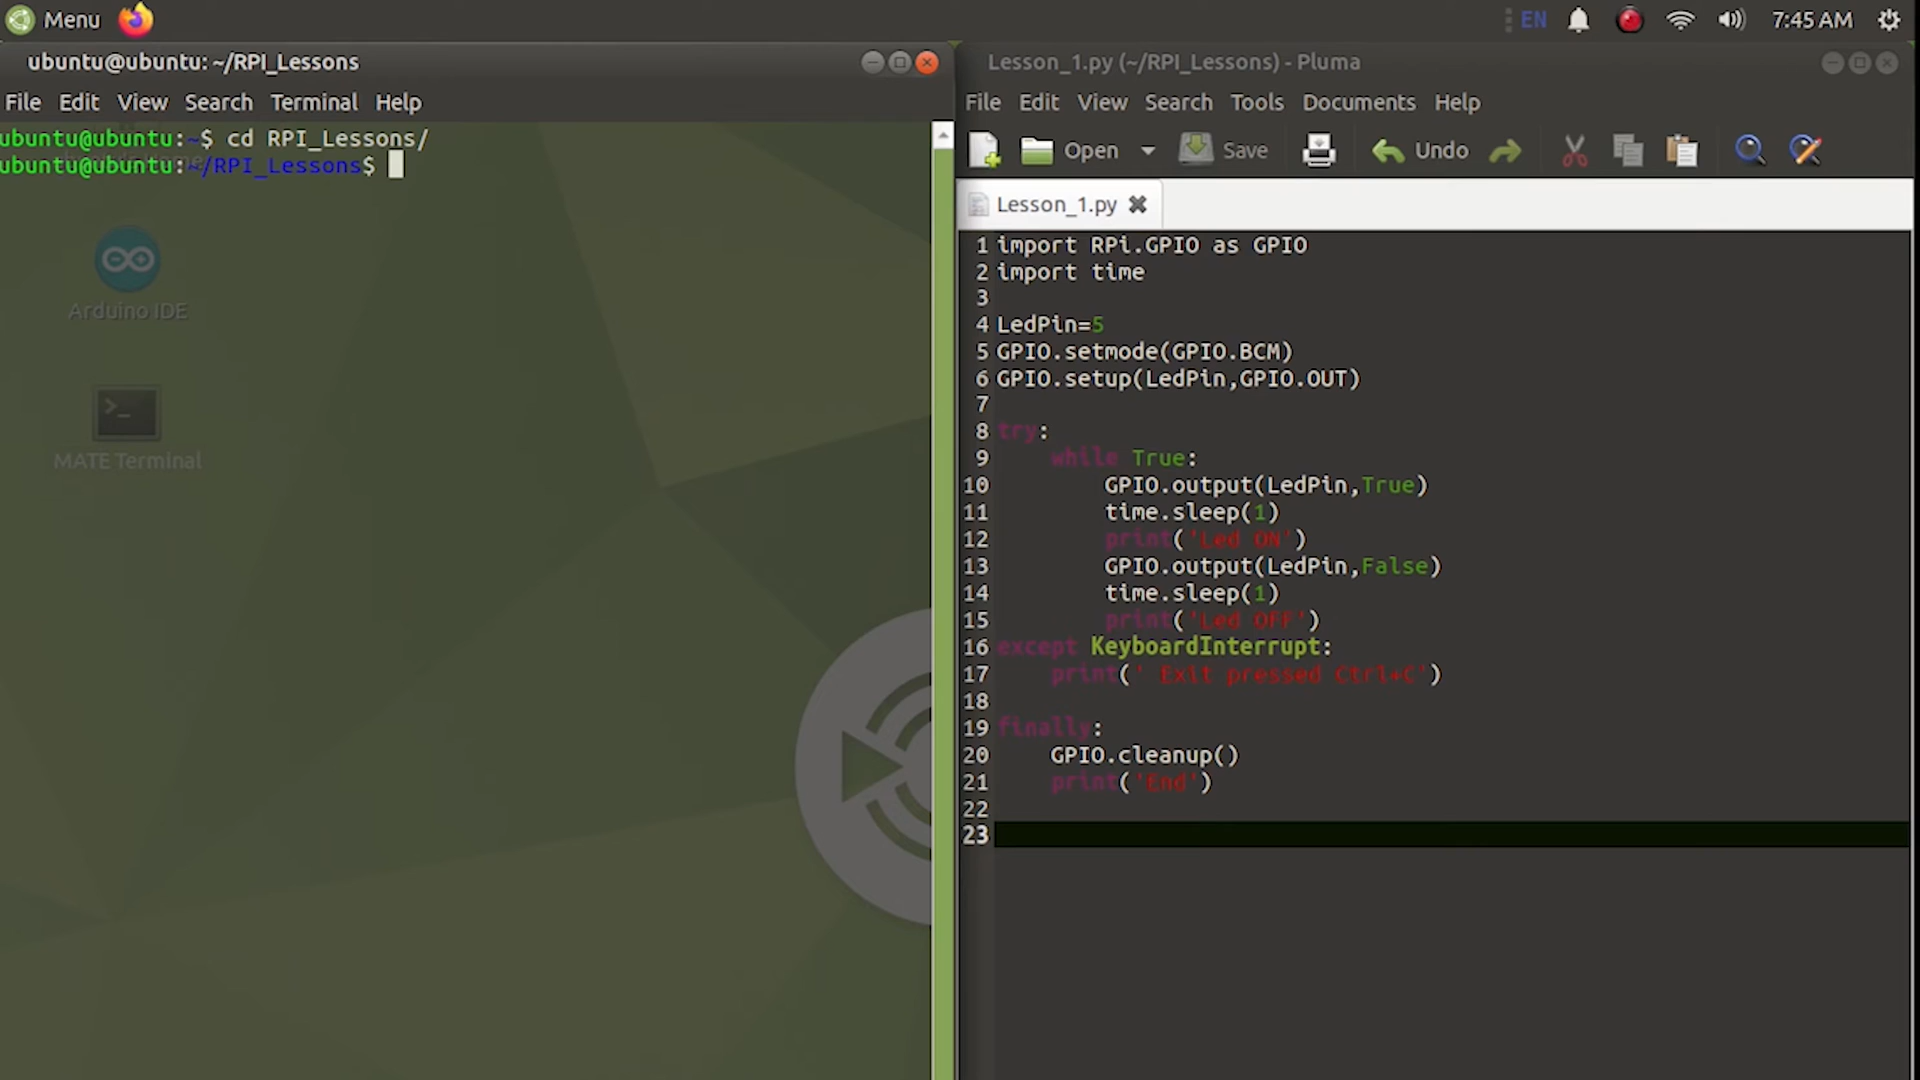 Menu
EN
7:45 AM
ubuntu@ubuntu: ~/RPI_Lessons
File Edit View Search Terminal Help
ubuntu@ubuntu:~$ cd RPI_Lessons/
ubuntu@ubuntu:~/RPI_Lessons$
Arduino IDE
MATE Terminal
Lesson_1.py (~/RPI_Lessons) - Pluma
File Edit View Search Tools Documents Help
Open Save Undo
Lesson_1.py
1 import RPi.GPIO as GPIO
2 import time
3
4 LedPin=5
5 GPIO.setmode(GPIO.BCM)
6 GPIO.setup(LedPin,GPIO.OUT)
7
8 try:
9     while True:
10         GPIO.output(LedPin,True)
11         time.sleep(1)
12         print('Led ON')
13         GPIO.output(LedPin,False)
14         time.sleep(1)
15         print('Led OFF')
16 except KeyboardInterrupt:
17     print(' Exit pressed Ctrl+C')
18
19 finally:
20     GPIO.cleanup()
21     print('End')
22
23